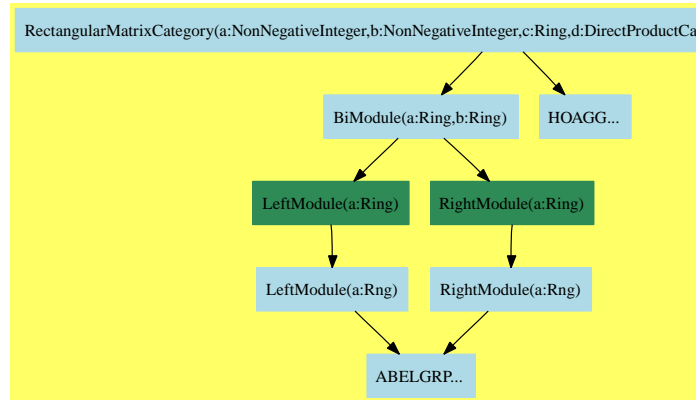 RectangularMatrixCategory(a:NonNegativeInteger,b:NonNegativeInteger,c:Ring,d:DirectProductCa
BiModule(a:Ring,b:Ring)
HOAGG...
LeftModule(a:Ring)
RightModule(a:Ring)
LeftModule(a:Rng)
RightModule(a:Rng)
ABELGRP...